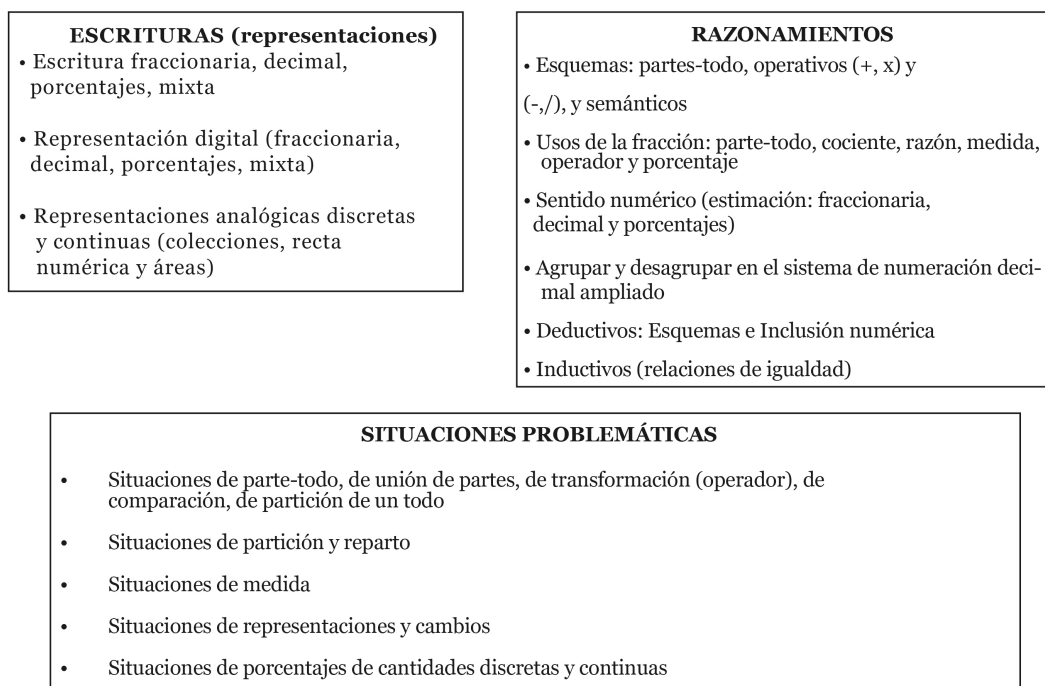 ESCRITURAS (representaciones)
• Escritura fraccionaria, decimal,
porcentajes, mixta
• Representación digital (fraccionaria,
decimal, porcentajes, mixta)
• Representaciones analógicas discretas
y continuas (colecciones, recta
numérica y áreas)
RAZONAMIENTOS
• Esquemas: partes-todo, operativos (+, x) y
(-,/), y semánticos
• Usos de la fracción: parte-todo, cociente, razón, medida,
operador y porcentaje
• Sentido numérico (estimación: fraccionaria,
decimal y porcentajes)
• Agrupar y desagrupar en el sistema de numeración deci-
mal ampliado
• Deductivos: Esquemas e Inclusión numérica
• Inductivos (relaciones de igualdad)
SITUACIONES PROBLEMÁTICAS
• Situaciones de parte-todo, de unión de partes, de transformación (operador), de
comparación, de partición de un todo
• Situaciones de partición y reparto
• Situaciones de medida
• Situaciones de representaciones y cambios
• Situaciones de porcentajes de cantidades discretas y continuas